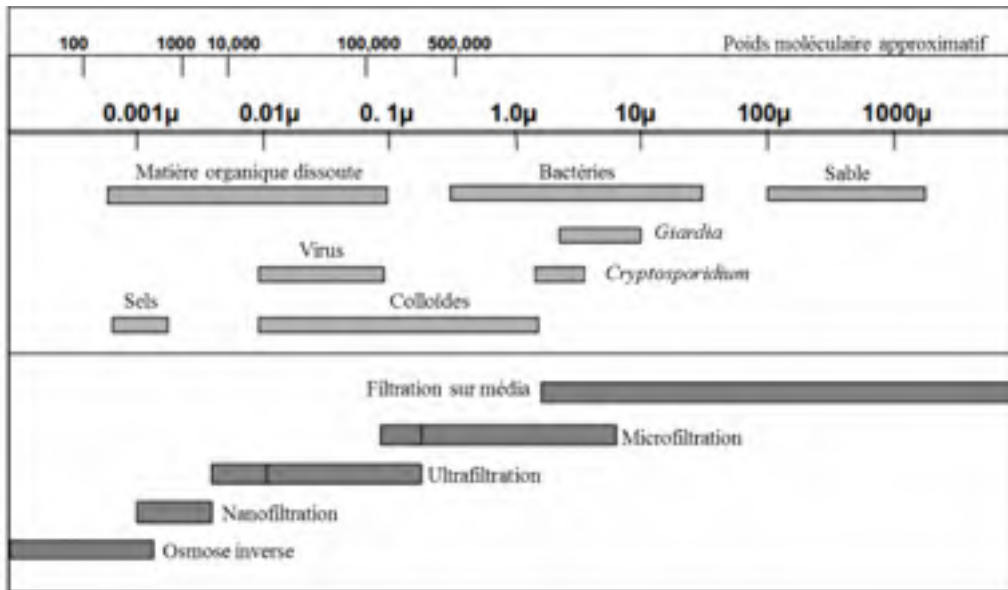 100 1000 10,000 100,000 500,000 Poids moléculaire approximatif
0.001µ 0.01µ 0.1µ 1.0µ 10µ 100µ 1000µ
Matière organique dissoute Bactéries Sable
Giardia
Virus
Cryptosporidium
Sels Colloïdes
Filtration sur média
Microfiltration
Ultrafiltration
Nanofiltration
Osmose inverse